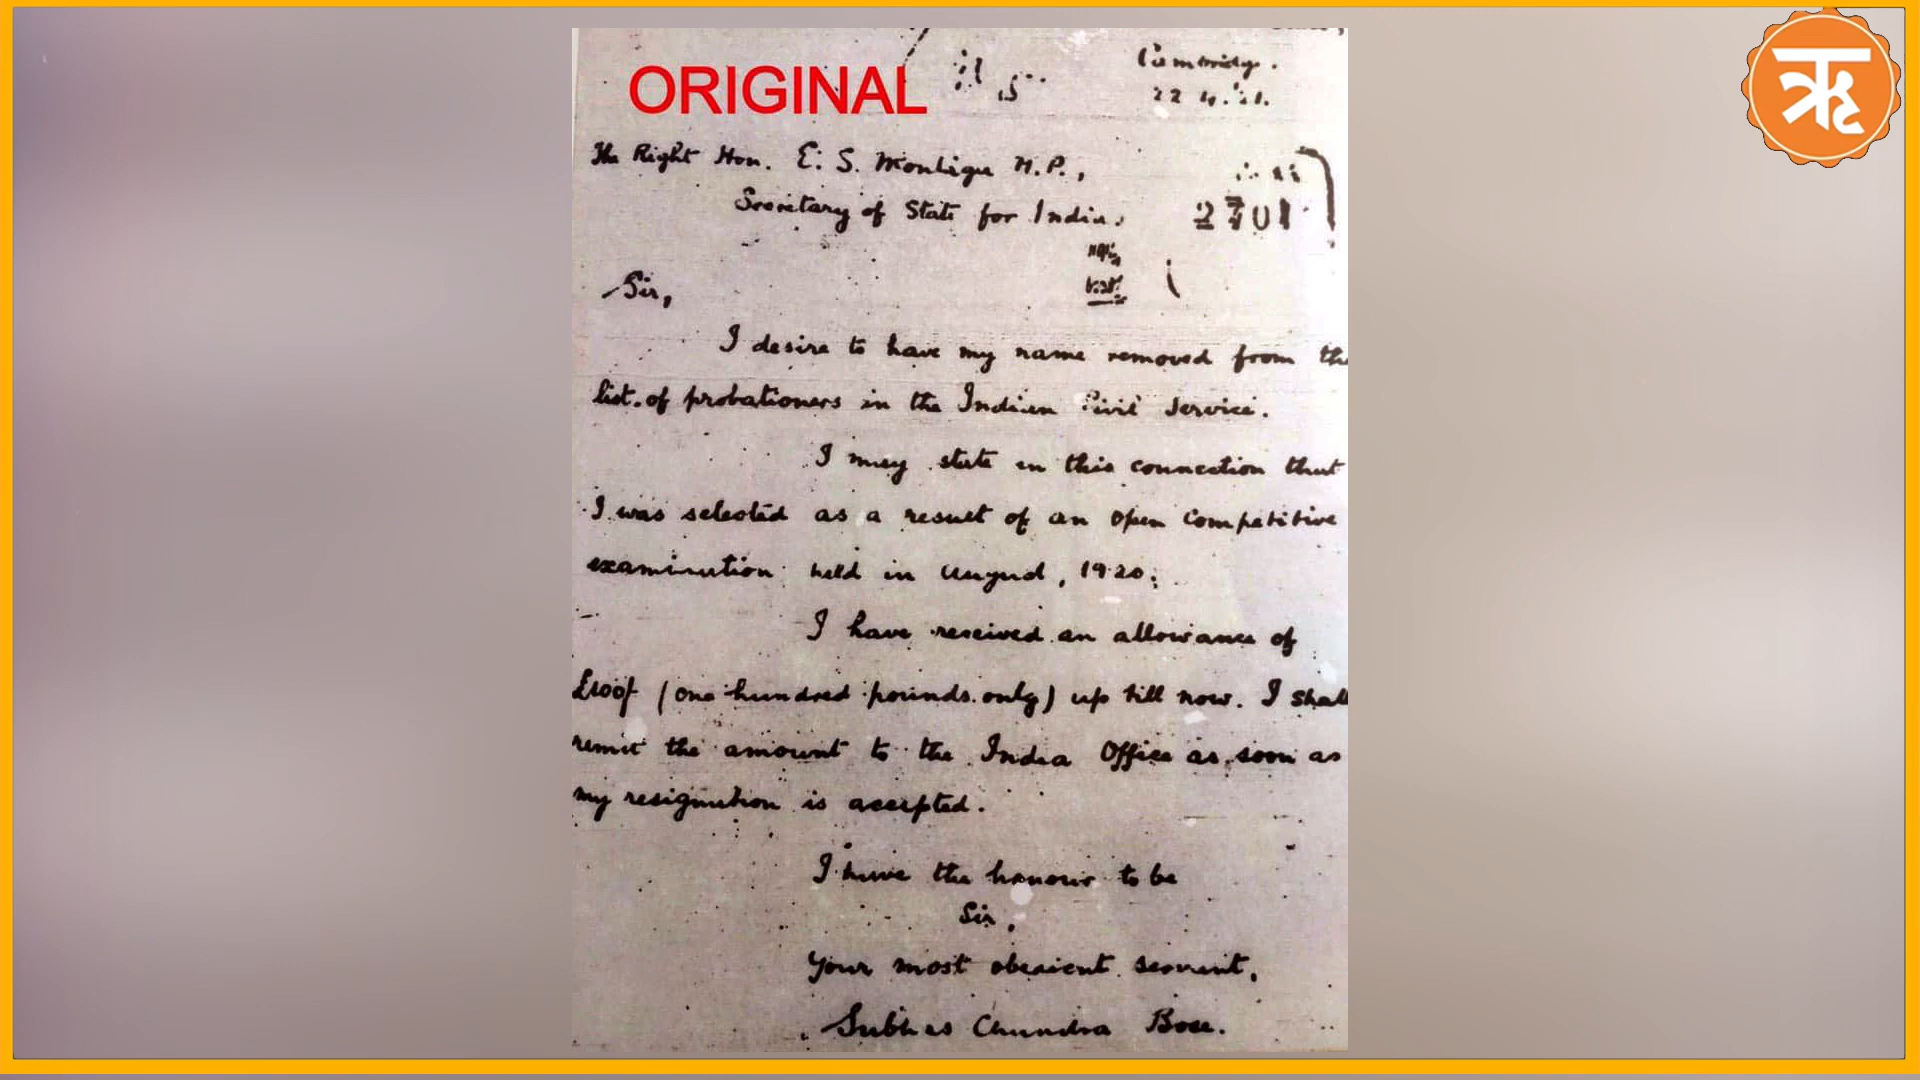 ORIGINAL
ऋ
Cambridge.
22.4.21.
The Right Hon. E. S. Montagu M.P.,
Secretary of State for India.
2701
Sir,
I desire to have my name removed from the
list of probationers in the Indian Civil Service.
I may state in this connection that
I was selected as a result of an open competitive
examination held in August, 1920.
I have received an allowance of
£100/- (one hundred pounds only) up till now. I shall
remit the amount to the India Office as soon as
my resignation is accepted.
I have the honour to be
Sir,
Your most obedient servant,
Subhas Chandra Bose.